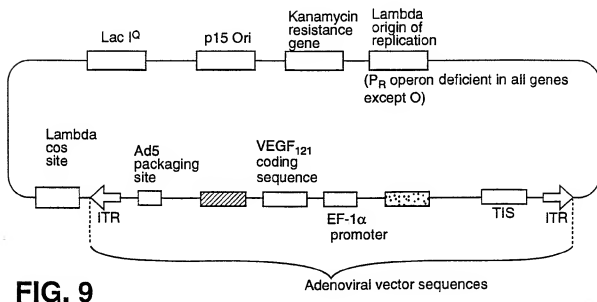 Lac I^Q
p15 Ori
Kanamycin
resistance
gene
Lambda
origin of
replication
(P_R operon deficient in all genes
except O)
Lambda
cos
site
ITR
Ad5
packaging
site
VEGF_121
coding
sequence
EF-1α
promoter
TIS
ITR
Adenoviral vector sequences
FIG. 9